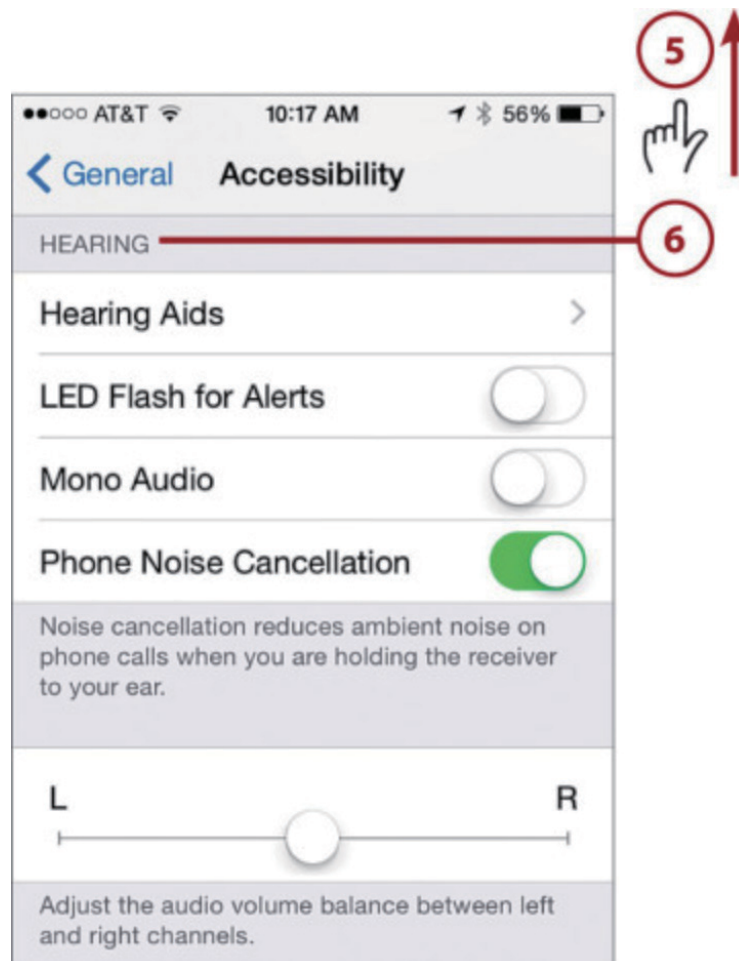 5
AT&T 10:17 AM 56%
General Accessibility
6
HEARING
Hearing Aids
LED Flash for Alerts
Mono Audio
Phone Noise Cancellation
Noise cancellation reduces ambient noise on
phone calls when you are holding the receiver
to your ear.
L R
Adjust the audio volume balance between left
and right channels.